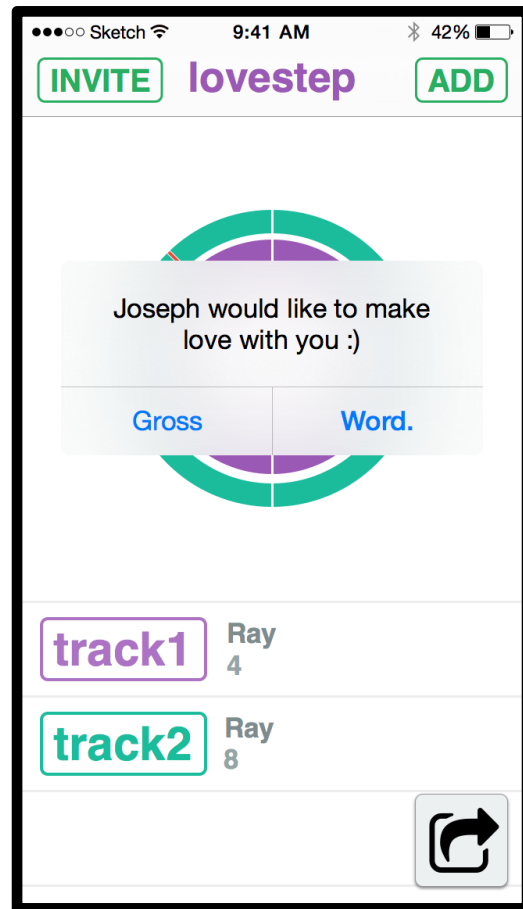 Sketch 9:41 AM 42%
INVITE lovestep ADD
Joseph would like to make
love with you :)
Gross Word.
track1 Ray
4
track2 Ray
8